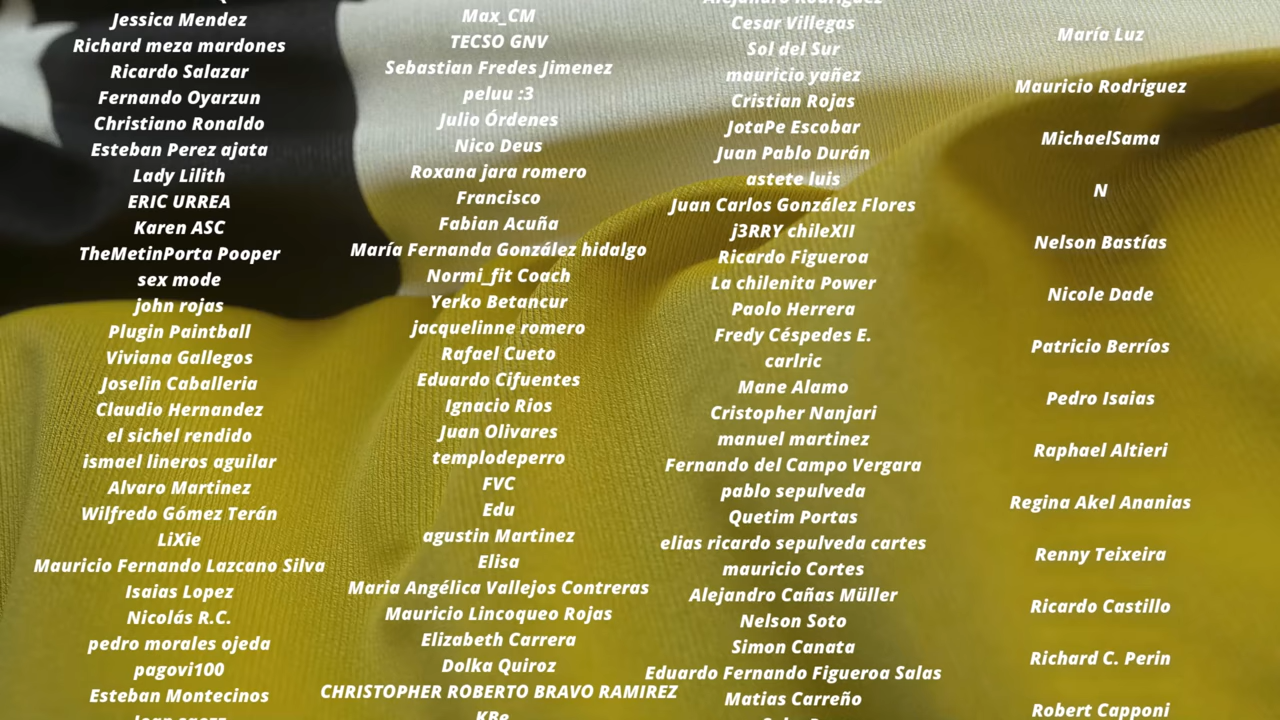 Jessica Mendez
Richard meza mardones
Ricardo Salazar
Fernando Oyarzun
Christiano Ronaldo
Esteban Perez ajata
Lady Lilith
ERIC URREA
Karen ASC
TheMetinPorta Pooper
sex mode
john rojas
Plugin Paintball
Viviana Gallegos
Joselin Caballeria
Claudio Hernandez
el sichel rendido
ismael lineros aguilar
Alvaro Martinez
Wilfredo Gómez Terán
LiXie
Mauricio Fernando Lazcano Silva
Isaias Lopez
Nicolás R.C.
pedro morales ojeda
pagovi100
Esteban Montecinos
Max_CM
TECSO GNV
Sebastian Fredes Jimenez
peluu :3
Julio Órdenes
Nico Deus
Roxana jara romero
Francisco
Fabian Acuña
María Fernanda González hidalgo
Normi_fit Coach
Yerko Betancur
jacquelinne romero
Rafael Cueto
Eduardo Cifuentes
Ignacio Rios
Juan Olivares
templodeperro
FVC
Edu
agustin Martinez
Elisa
Maria Angélica Vallejos Contreras
Mauricio Lincoqueo Rojas
Elizabeth Carrera
Dolka Quiroz
CHRISTOPHER ROBERTO BRAVO RAMIREZ
KBe
Alejandro Rodriguez
Cesar Villegas
Sol del Sur
mauricio yañez
Cristian Rojas
JotaPe Escobar
Juan Pablo Durán
astete luis
Juan Carlos González Flores
j3RRY chileXII
Ricardo Figueroa
La chilenita Power
Paolo Herrera
Fredy Céspedes E.
carlric
Mane Alamo
Cristopher Nanjari
manuel martinez
Fernando del Campo Vergara
pablo sepulveda
Quetim Portas
elias ricardo sepulveda cartes
mauricio Cortes
Alejandro Cañas Müller
Nelson Soto
Simon Canata
Eduardo Fernando Figueroa Salas
Matias Carreño
María Luz
Mauricio Rodriguez
MichaelSama
N
Nelson Bastías
Nicole Dade
Patricio Berríos
Pedro Isaias
Raphael Altieri
Regina Akel Ananias
Renny Teixeira
Ricardo Castillo
Richard C. Perin
Robert Capponi